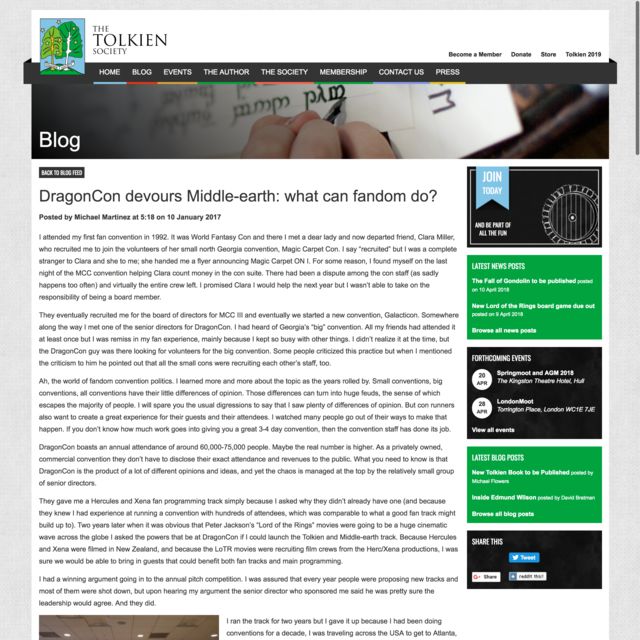 THE
TOLKIEN
SOCIETY
Become a Member Donate Store Tolkien 2019
HOME BLOG EVENTS THE AUTHOR THE SOCIETY MEMBERSHIP CONTACT US PRESS
Blog
BACK TO BLOG FEED
DragonCon devours Middle-earth: what can fandom do?
Posted by Michael Martinez at 5:18 on 10 January 2017
I attended my first fan convention in 1992. It was World Fantasy Con and there I met a dear lady and now departed friend, Clara Miller,
who recruited me to join the volunteers of her small north Georgia convention, Magic Carpet Con. I say “recruited” but I was a complete
stranger to Clara and she to me; she handed me a flyer announcing Magic Carpet ON I. For some reason, I found myself on the last
night of the MCC convention helping Clara count money in the con suite. There had been a dispute among the con staff (as sadly
happens too often) and virtually the entire crew left. I promised Clara I would help the next year but I wasn’t able to take on the
responsibility of being a board member.
They eventually recruited me for the board of directors for MCC III and eventually we started a new convention, Galacticon. Somewhere
along the way I met one of the senior directors for DragonCon. I had heard of Georgia’s “big” convention. All my friends had attended it
at least once but I was remiss in my fan experience, mainly because I kept so busy with other things. I didn’t realize it at the time, but
the DragonCon guy was there looking for volunteers for the big convention. Some people criticized this practice but when I mentioned
the criticism to him he pointed out that all the small cons were recruiting each other’s staff, too.
Ah, the world of fandom convention politics. I learned more and more about the topic as the years rolled by. Small conventions, big
conventions, all conventions have their little differences of opinion. Those differences can turn into huge feuds, the sense of which
escapes the majority of people. I will spare you the usual digressions to say that I saw plenty of differences of opinion. But con runners
also want to create a great experience for their guests and their attendees. I watched many people go out of their ways to make that
happen. If you don’t know how much work goes into giving you a great 3-4 day convention, then the convention staff has done its job.
DragonCon boasts an annual attendance of around 60,000-75,000 people. Maybe the real number is higher. As a privately owned,
commercial convention they don’t have to disclose their exact attendance and revenues to the public. What you need to know is that
DragonCon is the product of a lot of different opinions and ideas, and yet the chaos is managed at the top by the relatively small group
of senior directors.
They gave me a Hercules and Xena fan programming track simply because I asked why they didn’t already have one (and because
they knew I had experience at running a convention with hundreds of attendees, which was comparable to what a good fan track might
build up to). Two years later when it was obvious that Peter Jackson’s “Lord of the Rings” movies were going to be a huge cinematic
wave across the globe I asked the powers that be at DragonCon if I could launch the Tolkien and Middle-earth track. Because Hercules
and Xena were filmed in New Zealand, and because the LoTR movies were recruiting film crews from the Herc/Xena productions, I was
sure we would be able to bring in guests that could benefit both fan tracks and main programming.
I had a winning argument going in to the annual pitch competition. I was assured that every year people were proposing new tracks and
most of them were shot down, but upon hearing my argument the senior director who sponsored me said he was pretty sure the
leadership would agree. And they did.
I ran the track for two years but I gave it up because I had been doing
conventions for a decade, I was traveling across the USA to get to Atlanta,
JOIN
TODAY
AND BE PART OF
ALL THE FUN
LATEST NEWS POSTS
The Fall of Gondolin to be published posted
on 10 April 2018
New Lord of the Rings board game due out
posted on 9 April 2018
Browse all news posts
FORTHCOMING EVENTS
20 APR Springmoot and AGM 2018
The Kingston Theatre Hotel, Hull
28 APR LondonMoot
Torrington Place, London WC1E 7JE
View all events
LATEST BLOG POSTS
New Tolkien Book to be Published posted by
Michael Flowers
Inside Edmund Wilson posted by David Bratman
Browse all blog posts
SHARE THIS
Tweet
Share reddit this!